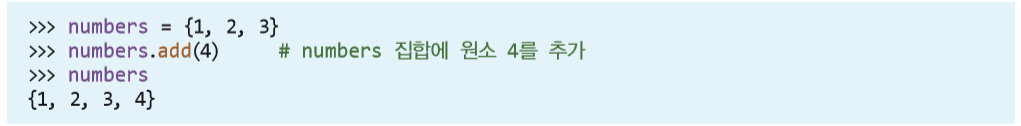 >>> numbers = {1, 2, 3}
>>> numbers.add(4)      # numbers 집합에 원소 4를 추가
>>> numbers
{1, 2, 3, 4}